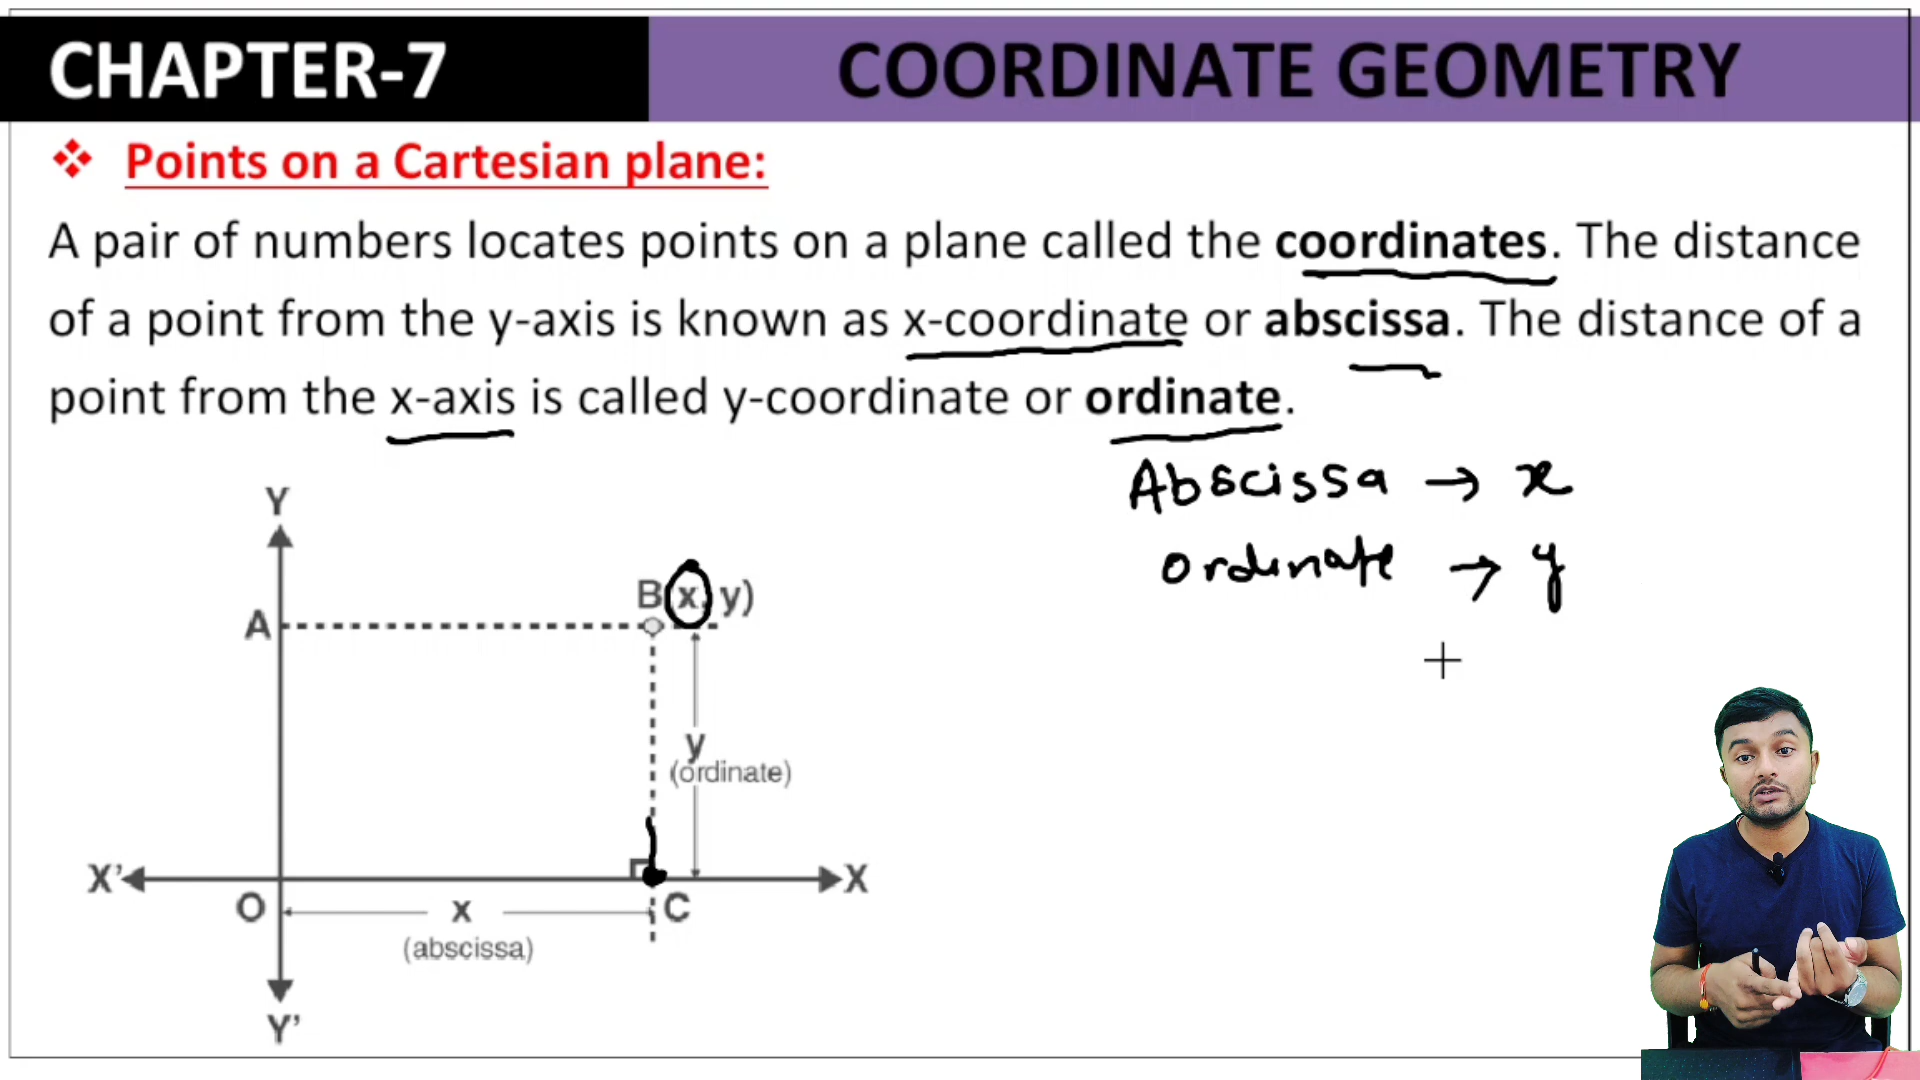 CHAPTER-7
COORDINATE GEOMETRY
❖ Points on a Cartesian plane:
A pair of numbers locates points on a plane called the coordinates. The distance
of a point from the y-axis is known as x-coordinate or abscissa. The distance of a
point from the x-axis is called y-coordinate or ordinate.
Abscissa → x
ordinate → y
Y
B(x, y)
A
y
(ordinate)
X' X
O x C
(abscissa)
Y'